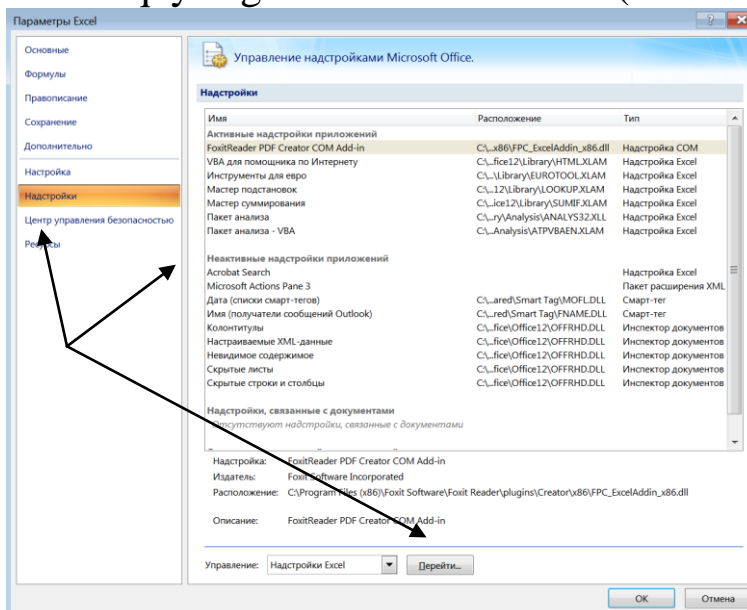 Параметры Excel
Основные
Формулы
Правописание
Сохранение
Дополнительно
Настройка
Надстройки
Центр управления безопасностью
Ресурсы
Управление надстройками Microsoft Office.
Надстройки
Имя Расположение Тип
Активные надстройки приложений
FoxitReader PDF Creator COM Add-in C:\...x86\FPC_ExcelAddin_x86.dll Надстройка COM
VBA для помощника по Интернету C:\...fice12\Library\HTML.XLAM Надстройка Excel
Инструменты для евро C:\...\Library\EUROTOOL.XLAM Надстройка Excel
Мастер подстановок C:\...12\Library\LOOKUP.XLAM Надстройка Excel
Мастер суммирования C:\...ice12\Library\SUMIF.XLAM Надстройка Excel
Пакет анализа C:\...ry\Analysis\ANALYS32.XLL Надстройка Excel
Пакет анализа - VBA C:\...Analysis\ATPVBAEN.XLAM Надстройка Excel
Неактивные надстройки приложений
Acrobat Search Надстройка Excel
Microsoft Actions Pane 3 Пакет расширения XML
Дата (списки смарт-тегов) C:\...ared\Smart Tag\MOFL.DLL Смарт-тег
Имя (получатели сообщений Outlook) C:\...red\Smart Tag\FNAME.DLL Смарт-тег
Колонтитулы C:\...fice\Office12\OFFRHD.DLL Инспектор документов
Настраиваемые XML-данные C:\...fice\Office12\OFFRHD.DLL Инспектор документов
Невидимое содержимое C:\...fice\Office12\OFFRHD.DLL Инспектор документов
Скрытые листы C:\...fice\Office12\OFFRHD.DLL Инспектор документов
Скрытые строки и столбцы C:\...fice\Office12\OFFRHD.DLL Инспектор документов
Надстройки, связанные с документами
Отсутствуют надстройки, связанные с документами
Надстройка: FoxitReader PDF Creator COM Add-in
Издатель: Foxit Software Incorporated
Расположение: C:\Program Files (x86)\Foxit Software\Foxit Reader\plugins\Creator\x86\FPC_ExcelAddin_x86.dll
Описание: FoxitReader PDF Creator COM Add-in
Управление: Надстройки Excel Перейти...
ОК Отмена